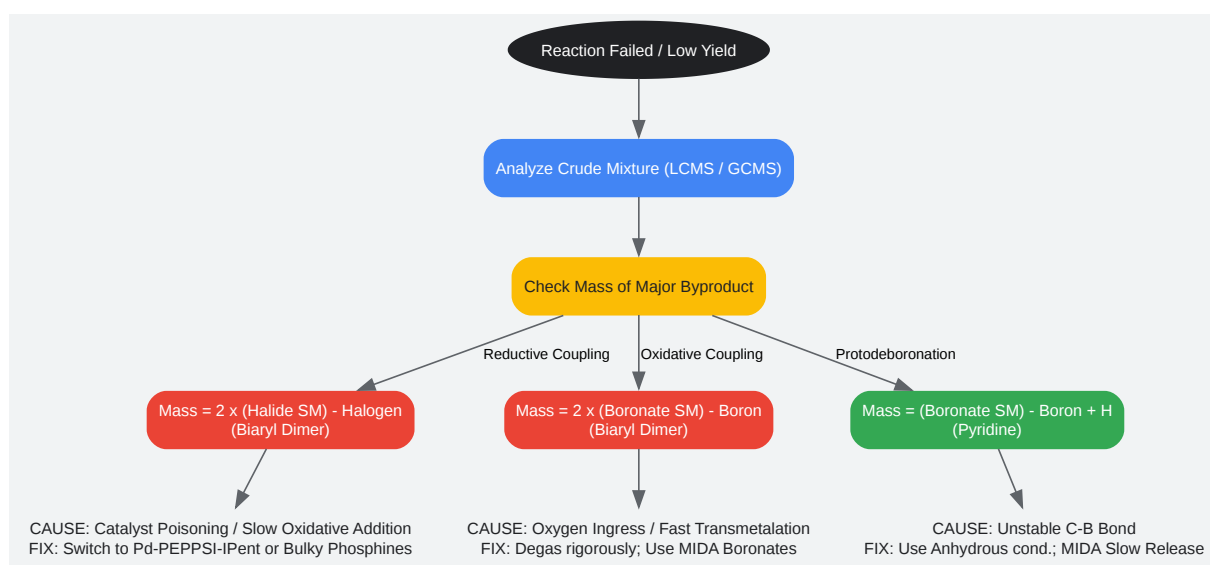 Reaction Failed / Low Yield
Analyze Crude Mixture (LCMS / GCMS)
Check Mass of Major Byproduct
Reductive Coupling
Oxidative Coupling
Protodeboronation
Mass = 2 x (Halide SM) - Halogen
(Biaryl Dimer)
Mass = 2 x (Boronate SM) - Boron
(Biaryl Dimer)
Mass = (Boronate SM) - Boron + H
(Pyridine)
CAUSE: Catalyst Poisoning / Slow Oxidative Addition
FIX: Switch to Pd-PEPPSI-IPent or Bulky Phosphines
CAUSE: Oxygen Ingress / Fast Transmetalation
FIX: Degas rigorously; Use MIDA Boronates
CAUSE: Unstable C-B Bond
FIX: Use Anhydrous cond.; MIDA Slow Release